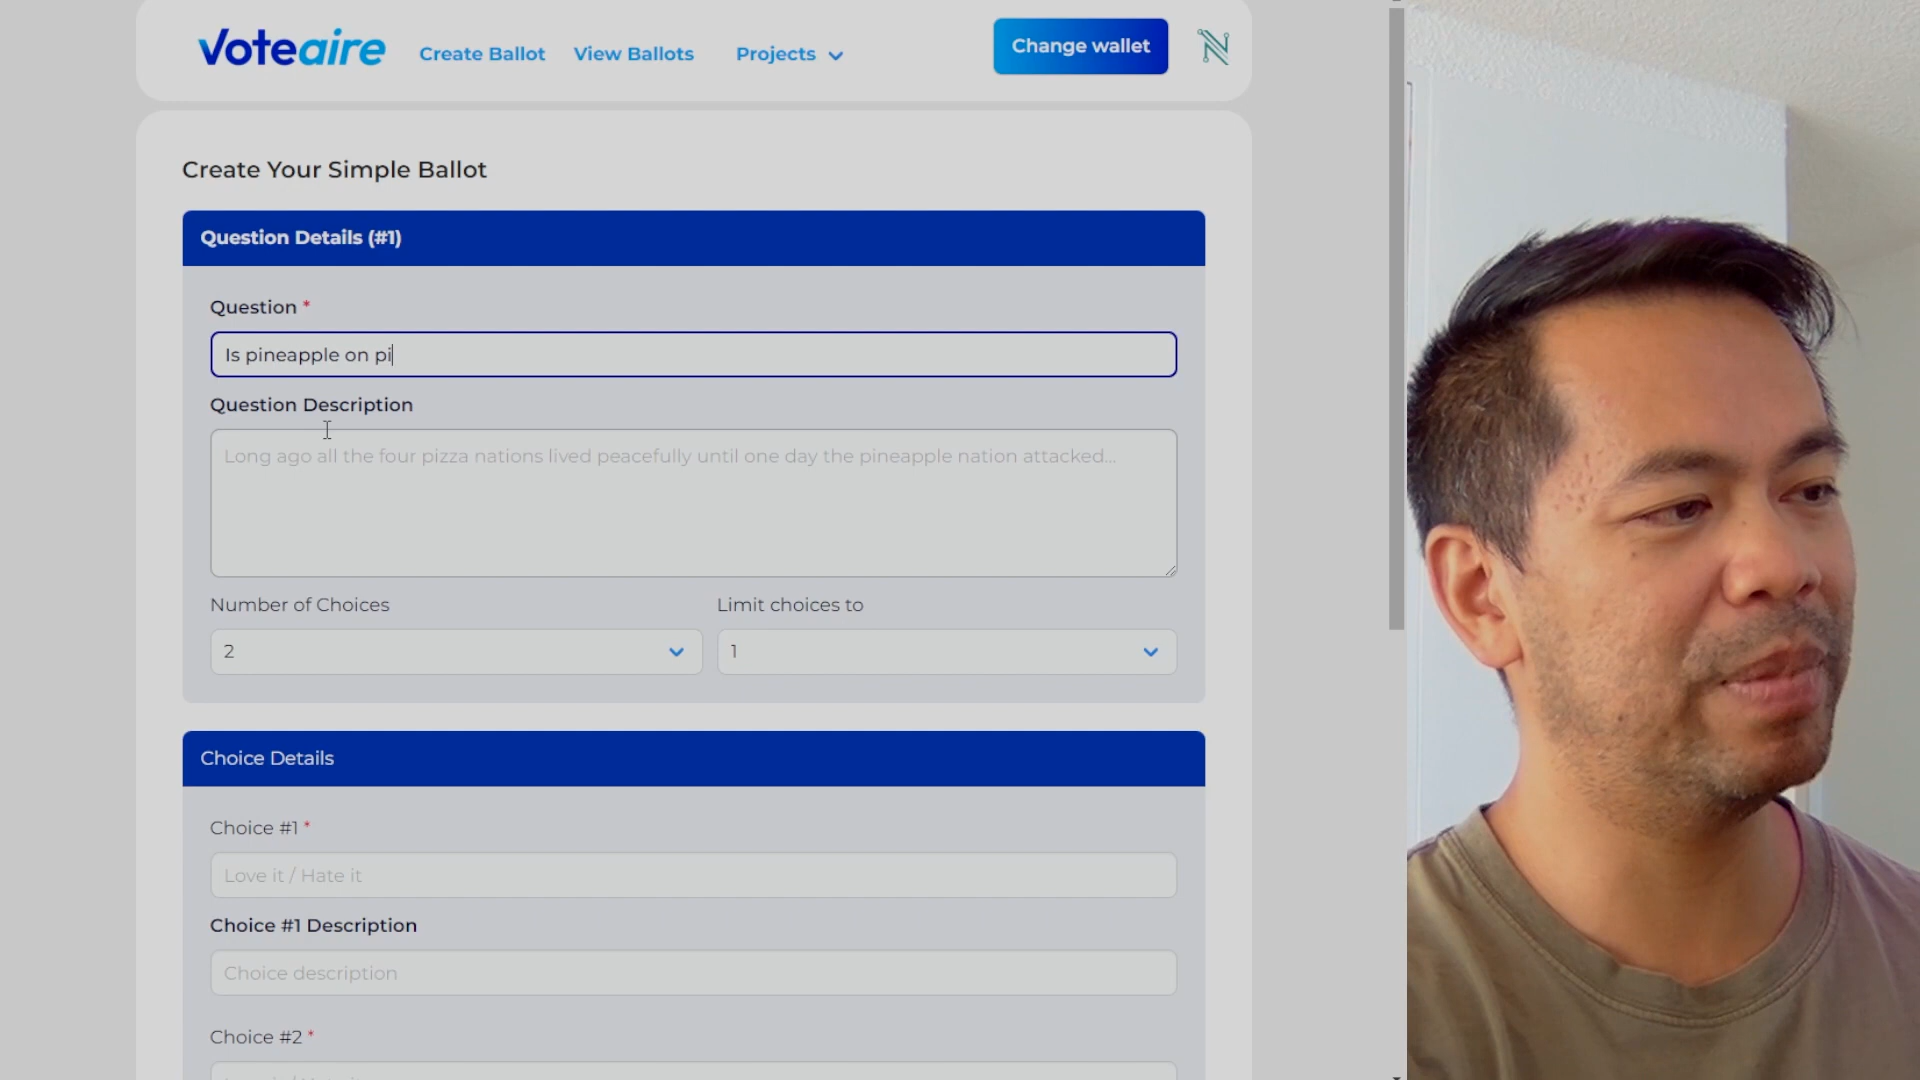 Voteaire
Create Ballot
View Ballots
Projects
Change wallet
Create Your Simple Ballot
Question Details (#1)
Question *
Is pineapple on pi
Question Description
Long ago all the four pizza nations lived peacefully until one day the pineapple nation attacked...
Number of Choices
Limit choices to
2
1
Choice Details
Choice #1 *
Love it / Hate it
Choice #1 Description
Choice description
Choice #2 *